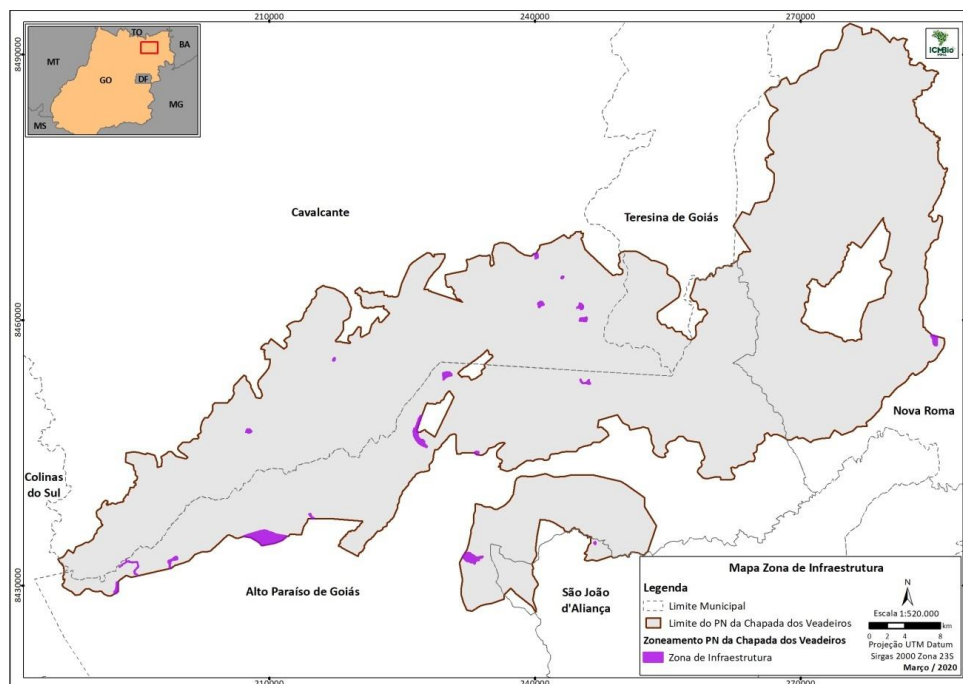 210000
240000
270000
TO
BA
MT
GO
DF
MG
MS
ICMBio
8490000
8490000
Cavalcante
Teresina de Goiás
8460000
8460000
Nova Roma
Colinas
do Sul
8430000
8430000
Alto Paraíso de Goiás
São João
d'Aliança
Mapa Zona de Infraestrutura
Legenda
Limite Municipal
Limite do PN da Chapada dos Veadeiros
Zoneamento PN da Chapada dos Veadeiros
Zona de Infraestrutura
N
Escala 1:520.000
0 2 4 8
km
Projeção UTM Datum
Sirgas 2000 Zona 23S
Março / 2020
210000
240000
270000